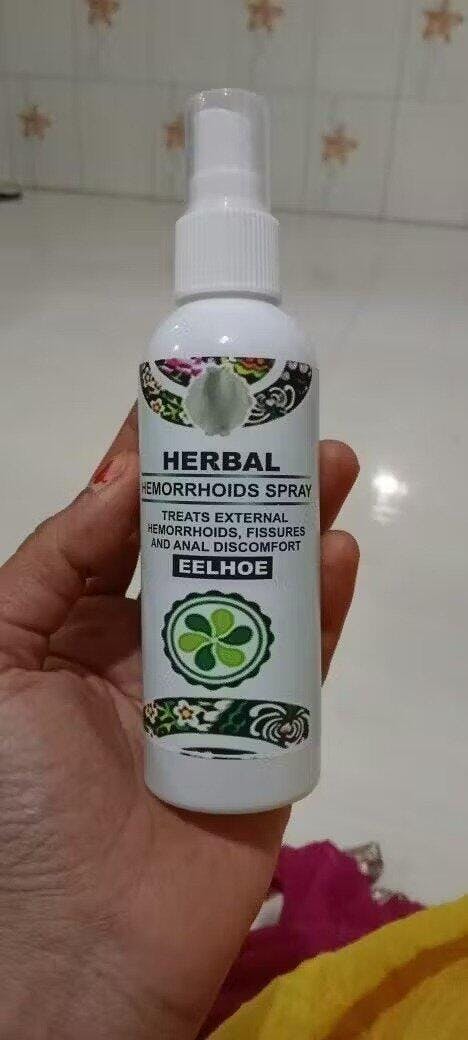 HERBAL
HEMORRHOIDS SPRAY
TREATS EXTERNAL
HEMORRHOIDS, FISSURES
AND ANAL DISCOMFORT
EELHOE